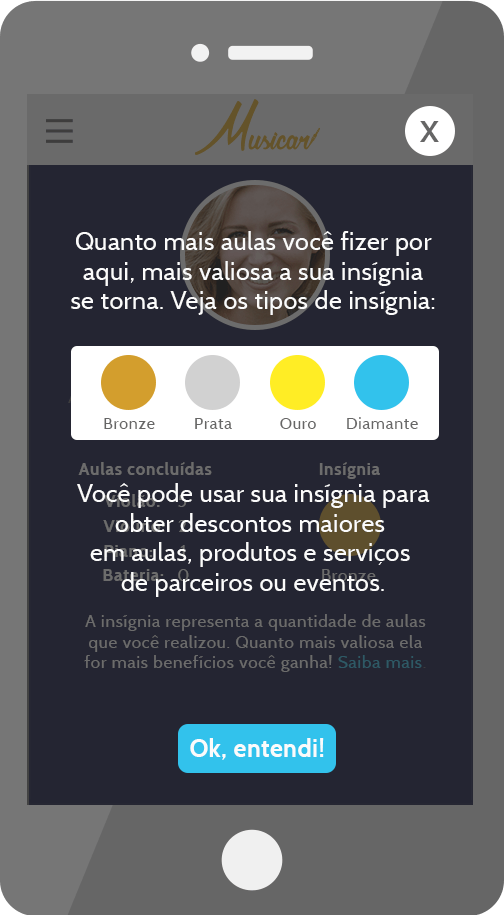 Musicar
X
Quanto mais aulas você fizer por
aqui, mais valiosa a sua insígnia
se torna. Veja os tipos de insígnia:
Bronze Prata Ouro Diamante
Aulas concluídas Insígnia
Você pode usar sua insígnia para
obter descontos maiores
em aulas, produtos e serviços
de parceiros ou eventos.
Bateria: 0 Bronze
A insígnia representa a quantidade de aulas
que você realizou. Quanto mais valiosa ela
for mais benefícios você ganha! Saiba mais.
Ok, entendi!